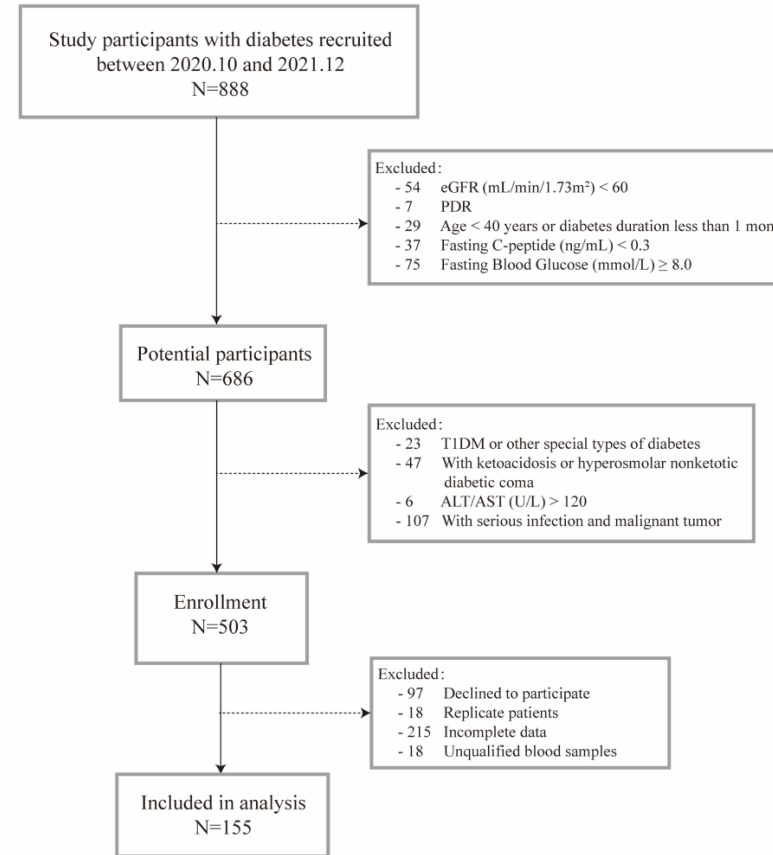 Study participants with diabetes recruited
between 2020.10 and 2021.12
N=888
Excluded:
- 54 eGFR (mL/min/1.73m²) < 60
- 7 PDR
- 29 Age < 40 years or diabetes duration less than 1 mon
- 37 Fasting C-peptide (ng/mL) < 0.3
- 75 Fasting Blood Glucose (mmol/L) ≥ 8.0
Potential participants
N=686
Excluded:
- 23 T1DM or other special types of diabetes
- 47 With ketoacidosis or hyperosmolar nonketotic
diabetic coma
- 6 ALT/AST (U/L) > 120
- 107 With serious infection and malignant tumor
Enrollment
N=503
Excluded:
- 97 Declined to participate
- 18 Replicate patients
- 215 Incomplete data
- 18 Unqualified blood samples
Included in analysis
N=155